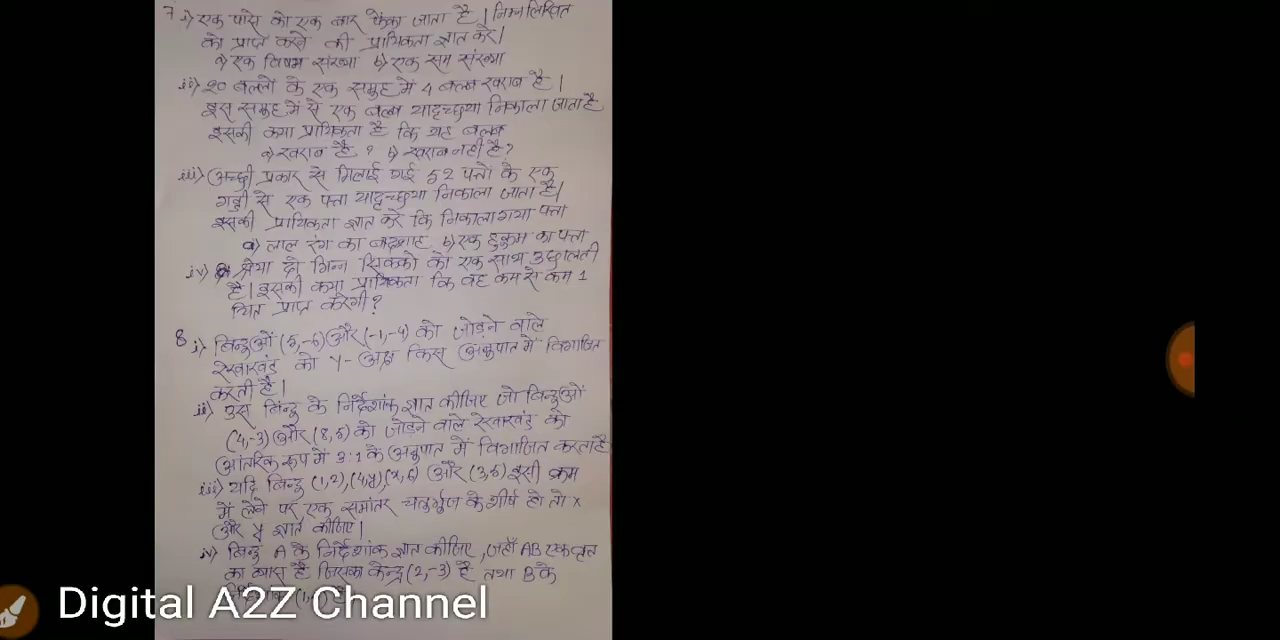 7 i) एक पासे को एक बार फेंका जाता है | निम्नलिखित
को प्राप्त करने की प्रायिकता ज्ञात करें |
a) एक विषम संख्या b) एक सम संख्या
ii) 20 बल्बों के एक समूह में 4 बल्ब खराब है |
इस समूह में से एक बल्ब यादृच्छया निकाला जाता है
इसकी क्या प्रायिकता है कि यह बल्ब
a) खराब है ? b) खराब नहीं है ?
iii) अच्छी प्रकार से मिलाई गई 52 पत्तों के एक
गड्डी से एक पत्ता यादृच्छया निकाला जाता है |
इसकी प्रायिकता ज्ञात करें कि निकाला गया पत्ता
a) लाल रंग का बादशाह b) एक हुकुम का पत्ता
iv) श्रेया दो भिन्न सिक्कों को एक साथ उछालती
है | इसकी क्या प्रायिकता कि वह कम से कम 1
चित प्राप्त करेगी ?
8 i) बिन्दुओं (5,-6) और (-1,-4) को जोड़ने वाले
रेखाखंड को Y-अक्ष किस अनुपात में विभाजित
करती है |
ii) उस बिन्दु के निर्देशांक ज्ञात कीजिए जो बिन्दुओं
(4,-3) और (8,5) को जोड़ने वाले रेखाखंड को
आंतरिक रूप में 3:1 के अनुपात में विभाजित करता है
iii) यदि बिन्दु (1,2), (4,y), (x,6) और (3,5) इसी क्रम
में लेने पर एक समांतर चतुर्भुज के शीर्ष हो तो x
और y ज्ञात कीजिए |
iv) बिन्दु A के निर्देशांक ज्ञात कीजिए, जहाँ AB एक वृत्त
का व्यास है जिसका केन्द्र (2,-3) है तथा B के
Digital A2Z Channel